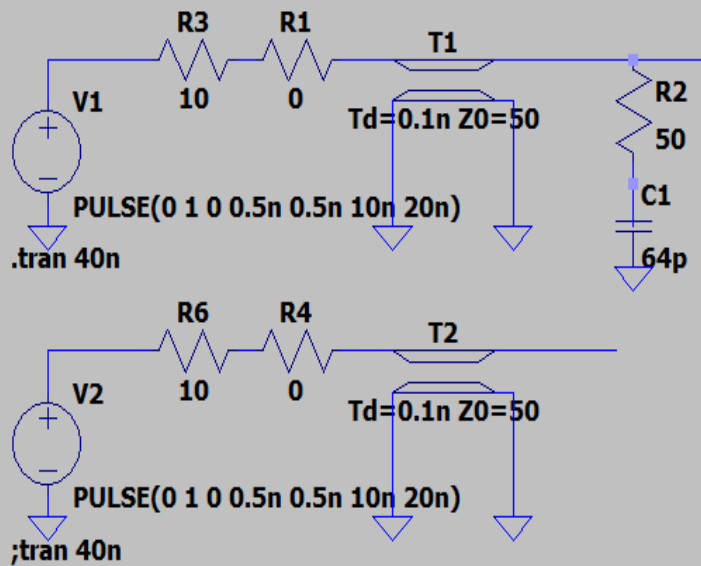 R3 R1 T1
10 0
V1
Td=0.1n Z0=50
R2
50
PULSE(0 1 0 0.5n 0.5n 10n 20n)
C1
64p
.tran 40n
R6 R4 T2
10 0
V2
Td=0.1n Z0=50
PULSE(0 1 0 0.5n 0.5n 10n 20n)
;tran 40n